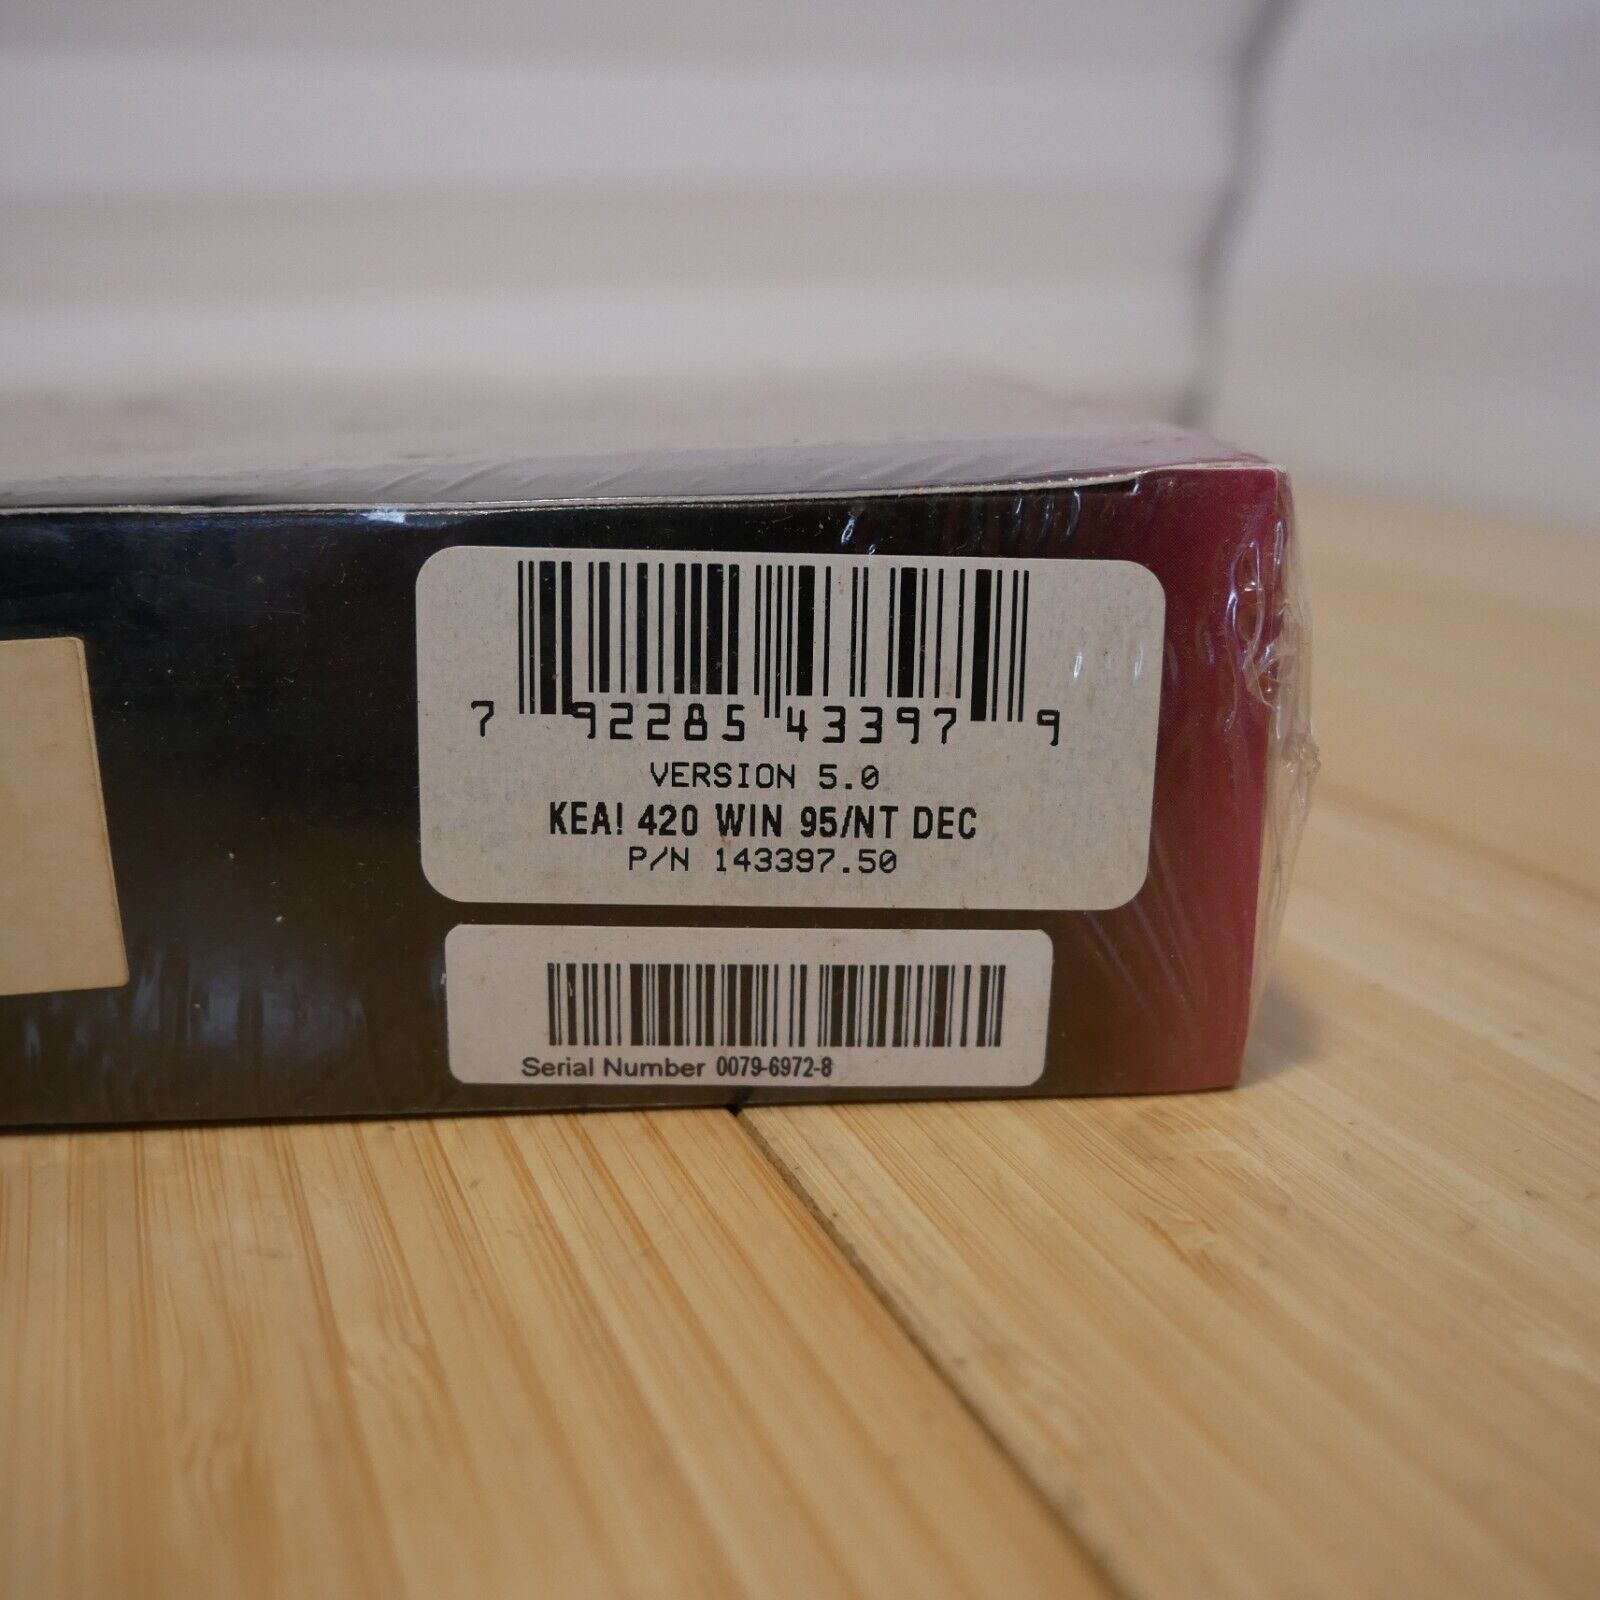 7 92285 43397 9
VERSION 5.0
KEA! 420 WIN 95/NT DEC
P/N 143397.50
Serial Number 0079-6972-8